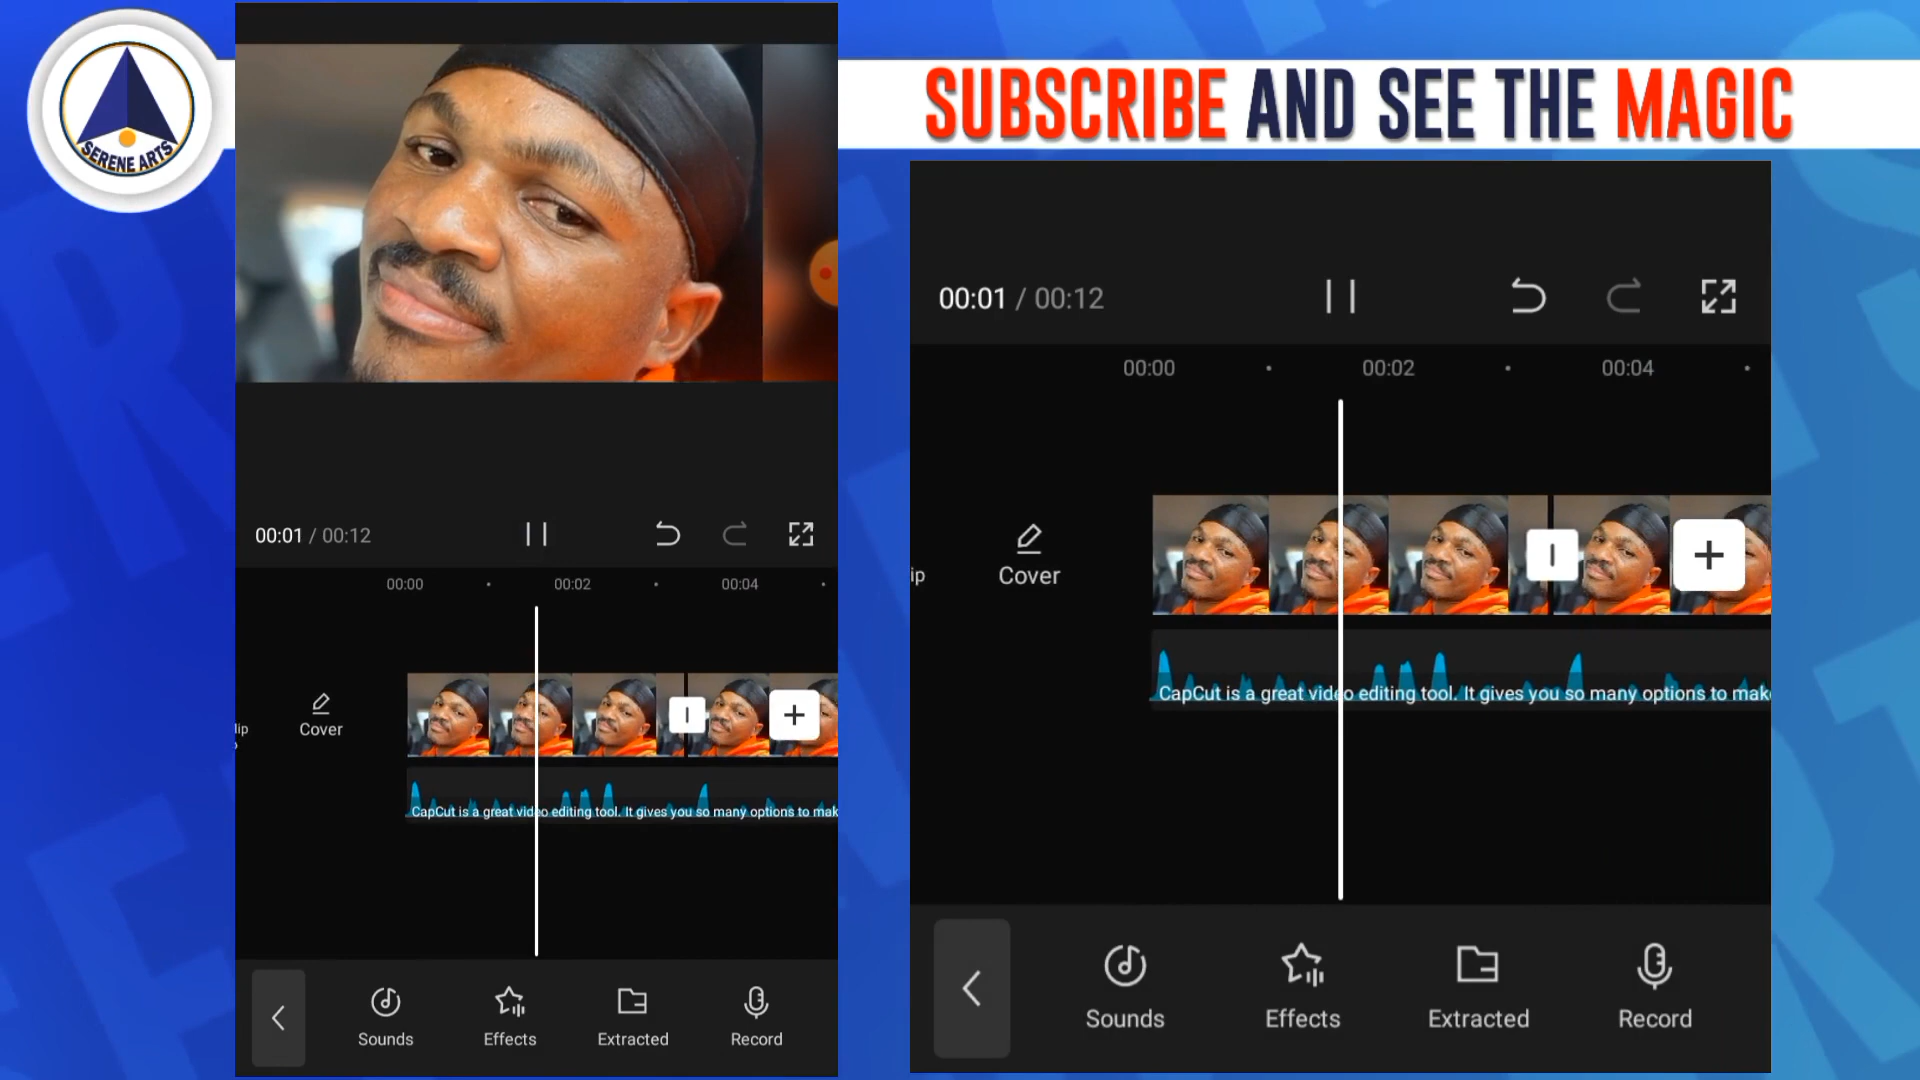 SERENE ARTS
SUBSCRIBE AND SEE THE MAGIC
00:01 / 00:12
00:00
00:02
00:04
lip
Cover
CapCut is a great video editing tool. It gives you so many options to mak
Sounds
Effects
Extracted
Record
00:01 / 00:12
00:00
00:02
00:04
ip
Cover
CapCut is a great video editing tool. It gives you so many options to mak
Sounds
Effects
Extracted
Record